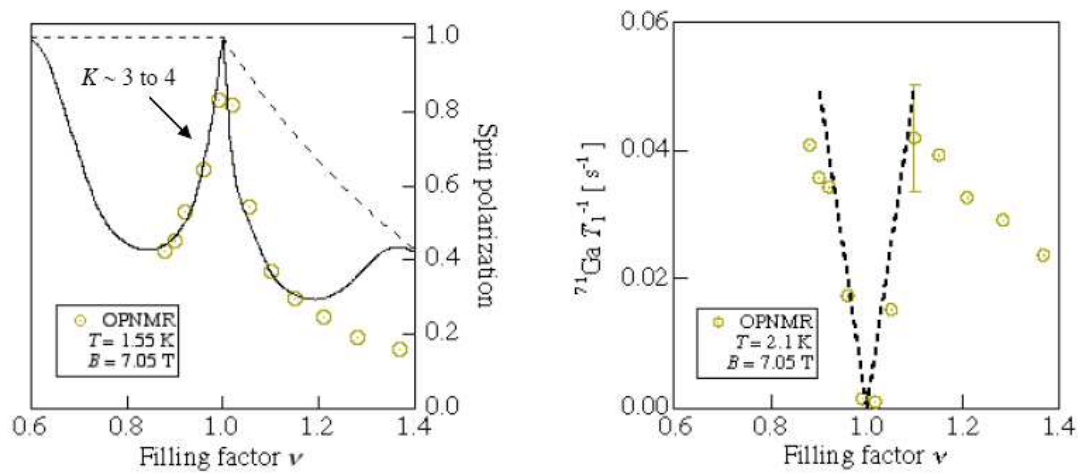 K ~ 3 to 4
1.0
0.8
0.6
0.4
0.2
0.0
Spin polarization
OPNMR
T = 1.55 K
B = 7.05 T
0.6 0.8 1.0 1.2 1.4
Filling factor ν
0.06
0.04
0.02
0.00
⁷¹Ga T₁⁻¹ [ s⁻¹ ]
OPNMR
T = 2.1 K
B = 7.05 T
0.6 0.8 1.0 1.2 1.4
Filling factor ν